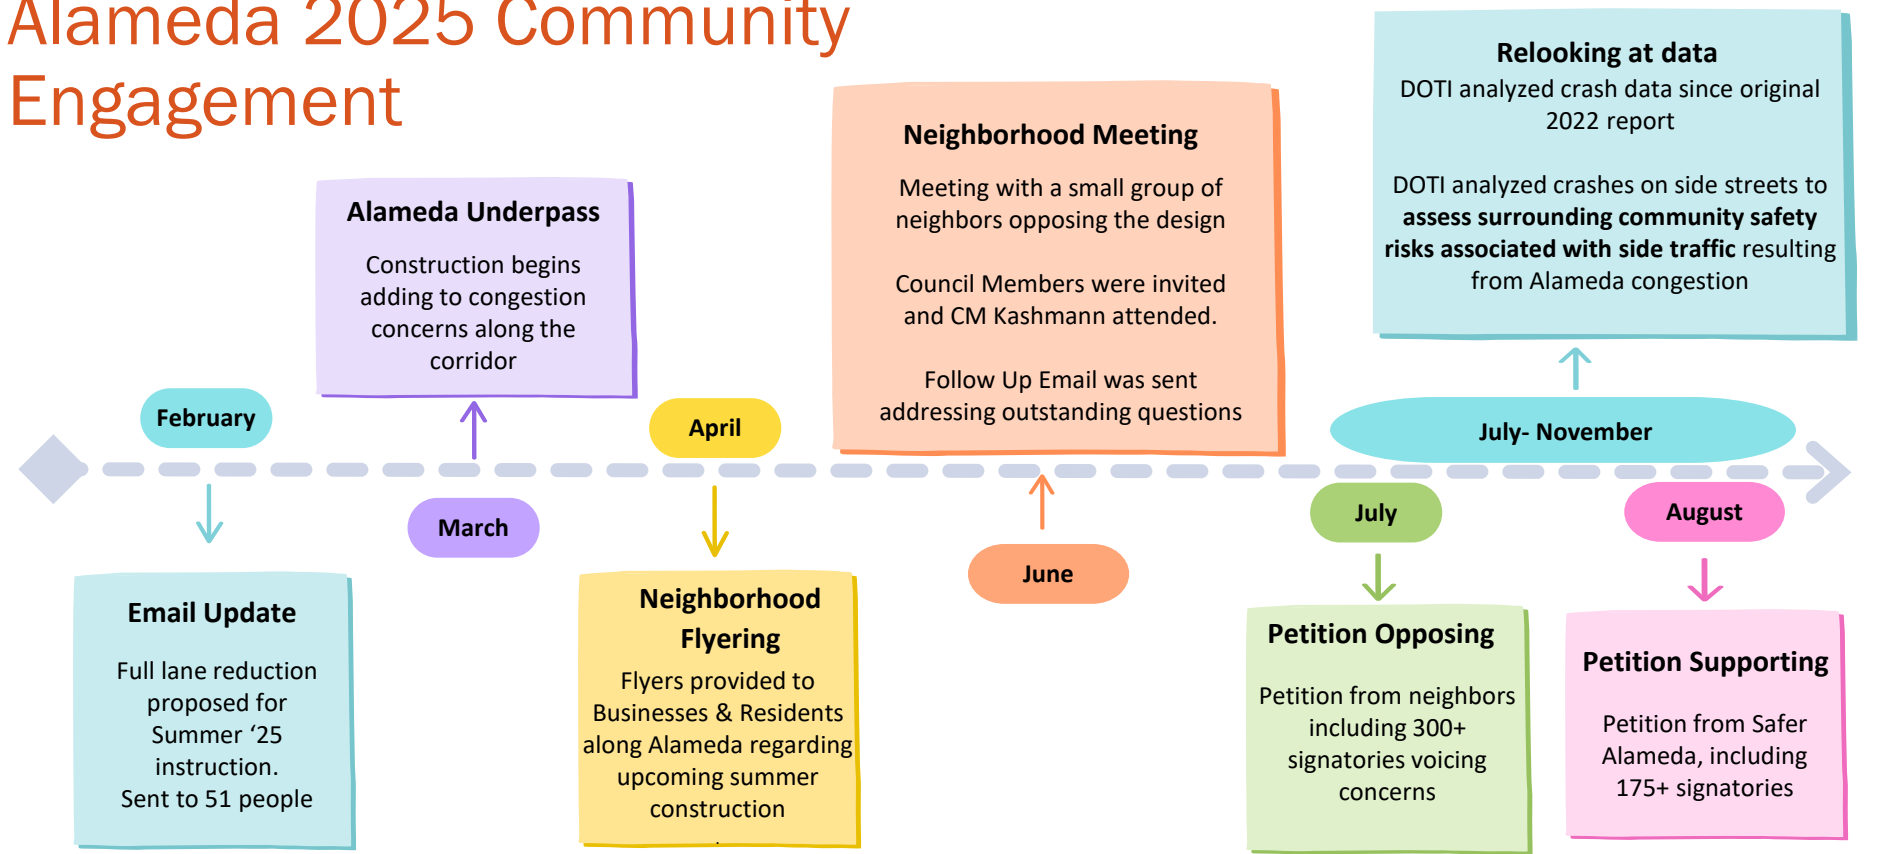 Alameda 2025 Community
Engagement
February
Email Update
Full lane reduction
proposed for
Summer ‘25
instruction.
Sent to 51 people
Alameda Underpass
Construction begins
adding to congestion
concerns along the
corridor
March
April
Neighborhood
Flyering
Flyers provided to
Businesses & Residents
along Alameda regarding
upcoming summer
construction
.
Neighborhood Meeting
Meeting with a small group of
neighbors opposing the design
Council Members were invited
and CM Kashmann attended.
Follow Up Email was sent
addressing outstanding questions
June
Relooking at data
DOTI analyzed crash data since original
2022 report
DOTI analyzed crashes on side streets to
assess surrounding community safety
risks associated with side traffic resulting
from Alameda congestion
July- November
July
Petition Opposing
Petition from neighbors
including 300+
signatories voicing
concerns
August
Petition Supporting
Petition from Safer
Alameda, including
175+ signatories